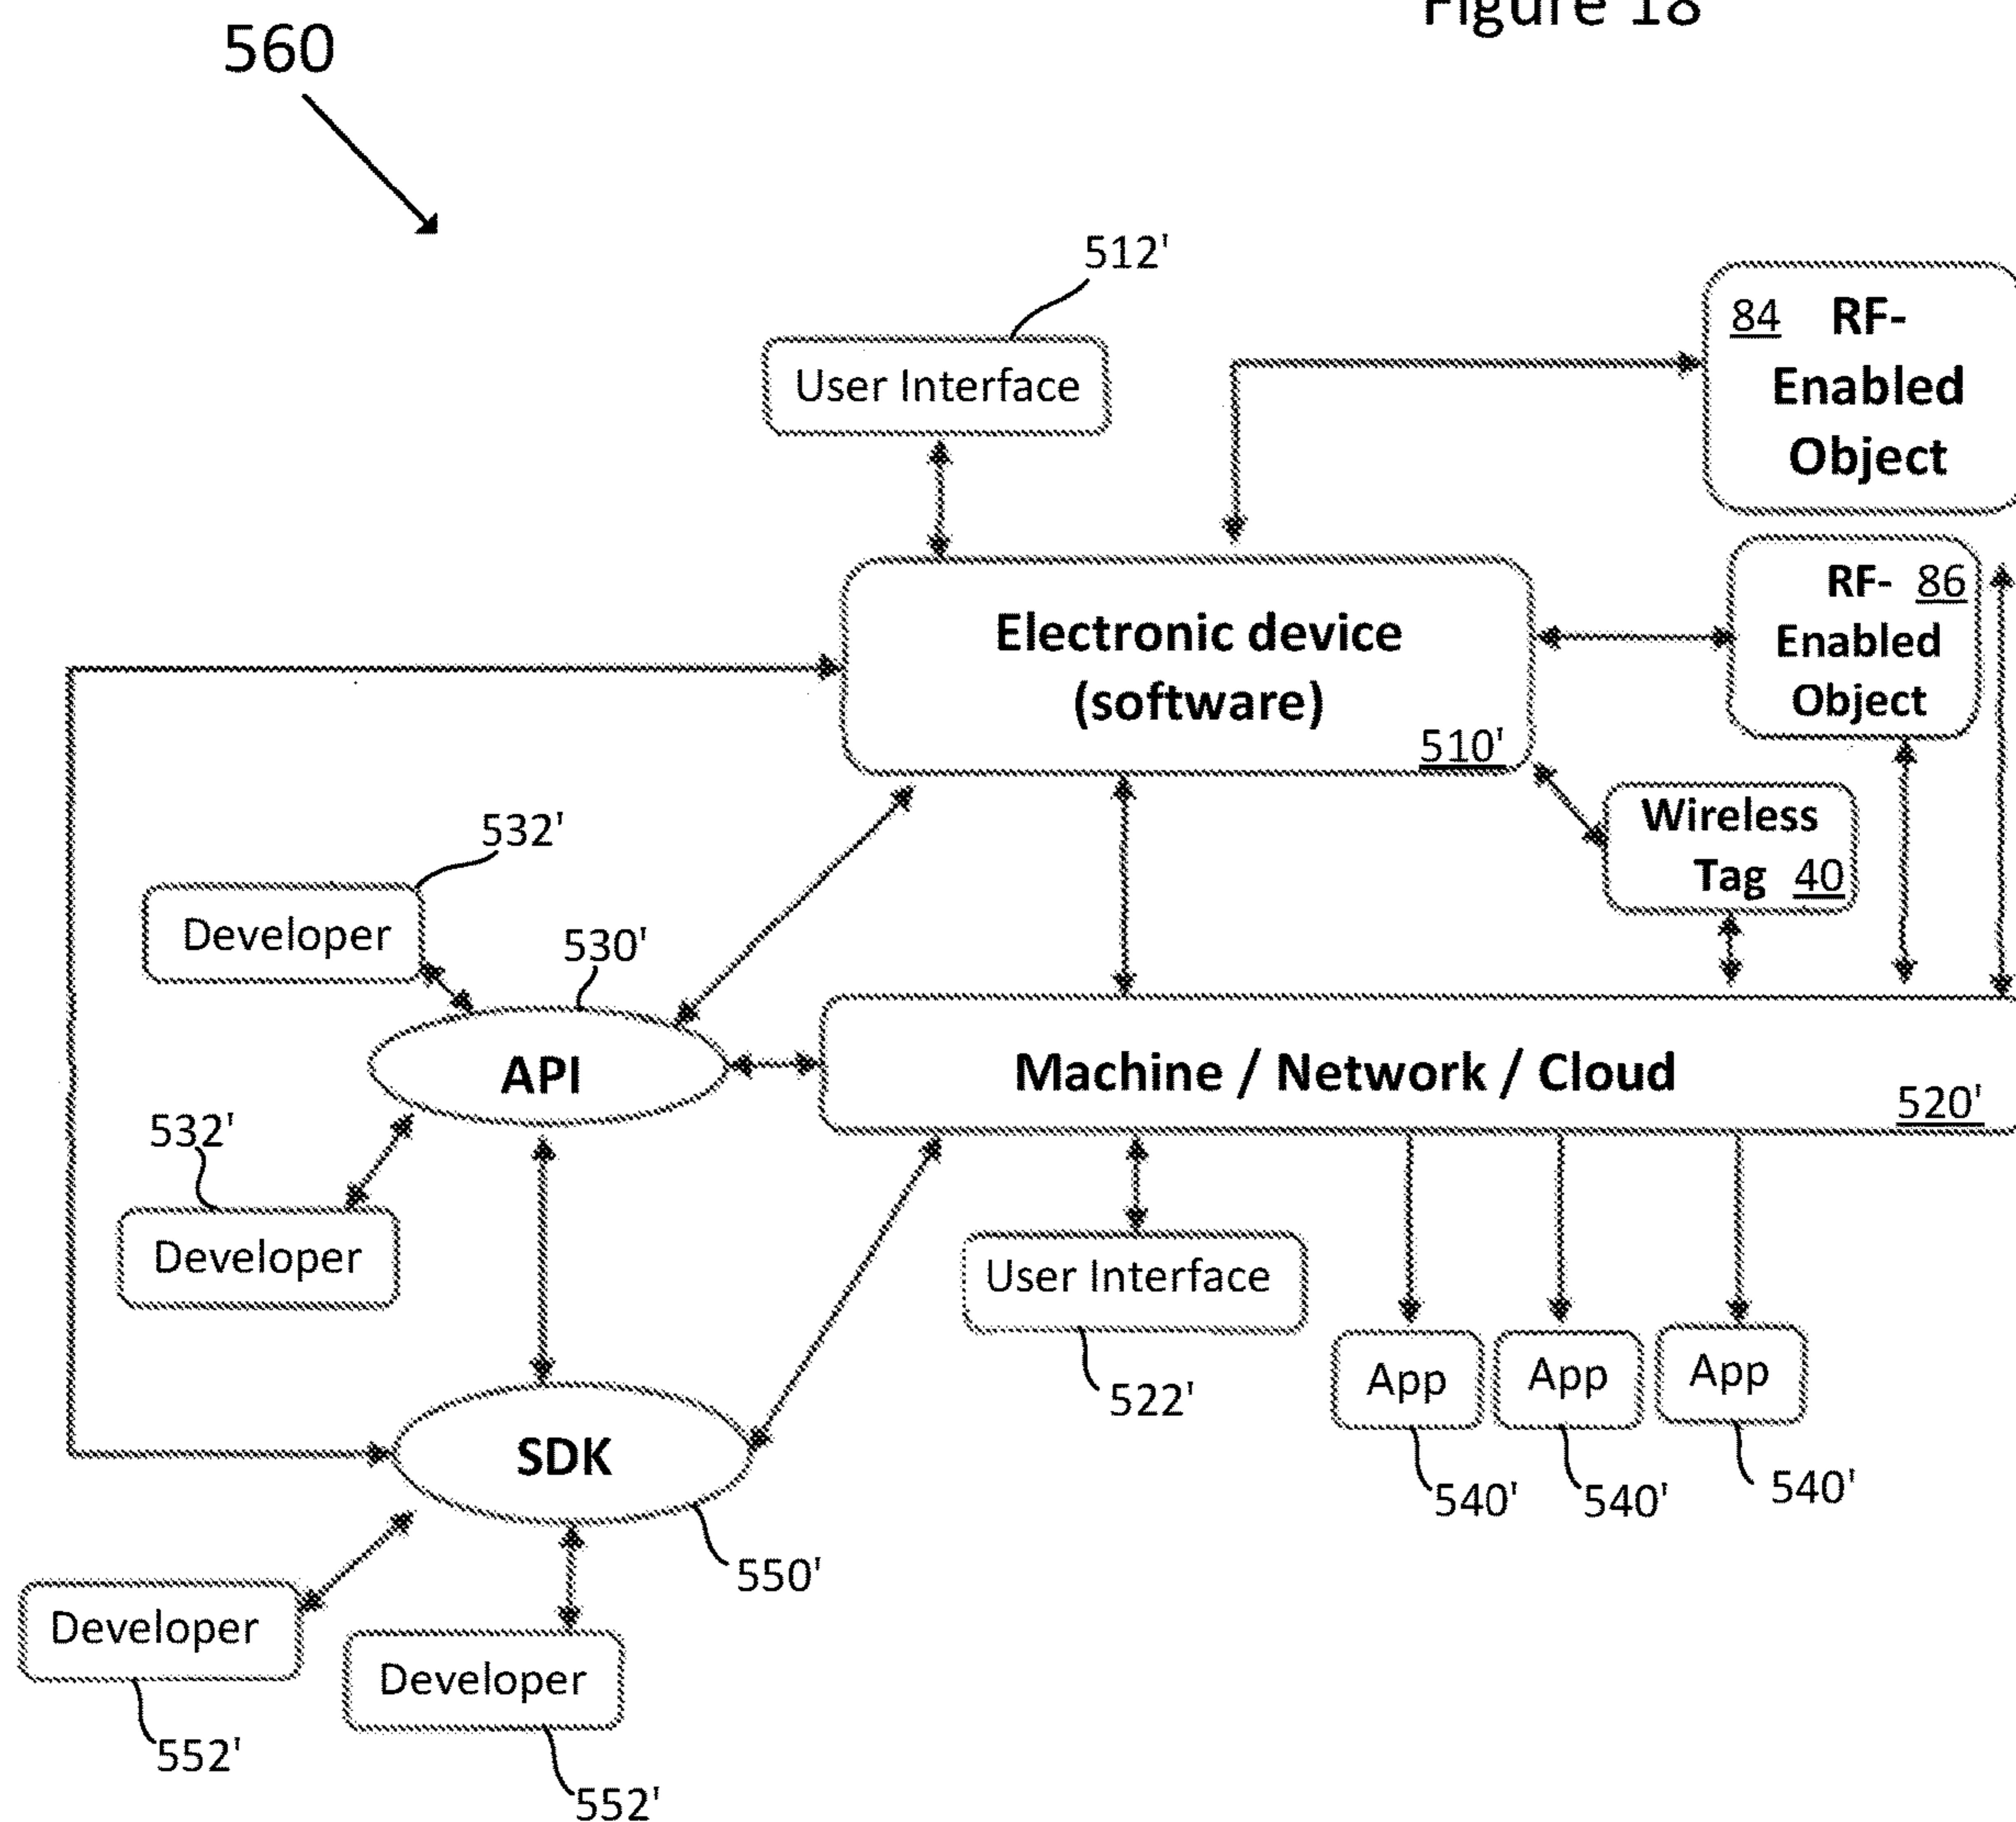 Figure 18
560
512'
User Interface
84 RF-
Enabled
Object
RF- 86
Enabled
Object
Electronic device
(software)
510'
Wireless
Tag 40
532'
Developer
530'
API
Machine / Network / Cloud
520'
532'
Developer
User Interface
522'
App
App
App
540'
540'
540'
SDK
550'
Developer
552'
Developer
552'